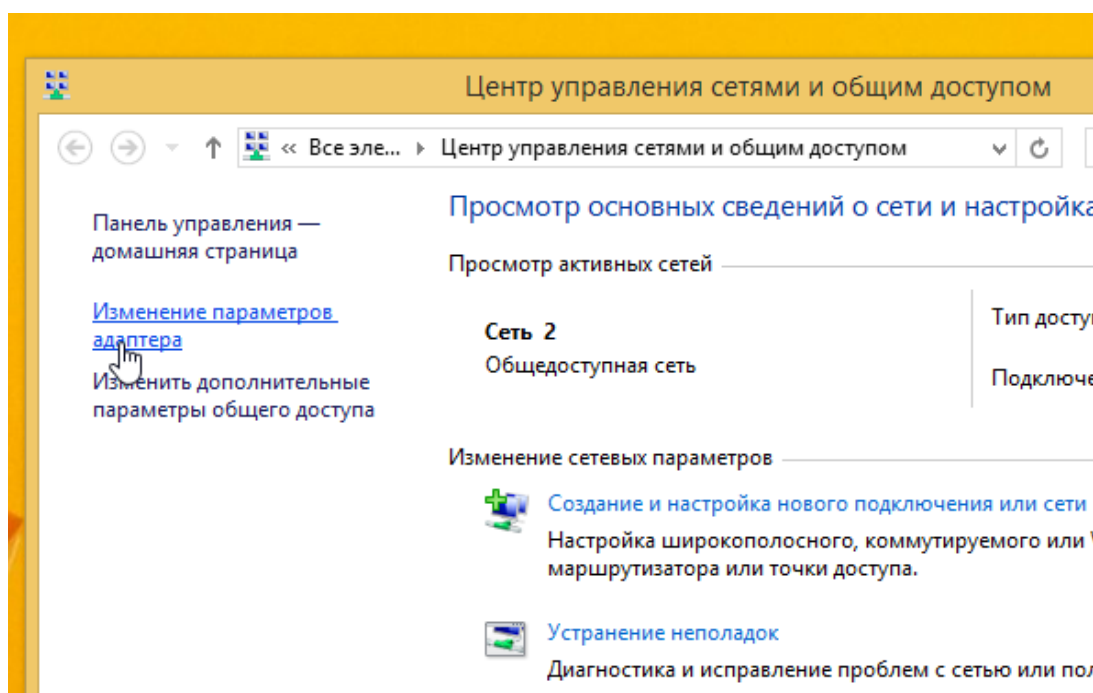 Центр управления сетями и общим доступом
« Все эле... Центр управления сетями и общим доступом
Панель управления —
домашняя страница
Изменение параметров
адаптера
Изменить дополнительные
параметры общего доступа
Просмотр основных сведений о сети и настройка
Просмотр активных сетей
Сеть 2
Общедоступная сеть
Тип досту
Подключе
Изменение сетевых параметров
Создание и настройка нового подключения или сети
Настройка широкополосного, коммутируемого или
маршрутизатора или точки доступа.
Устранение неполадок
Диагностика и исправление проблем с сетью или по